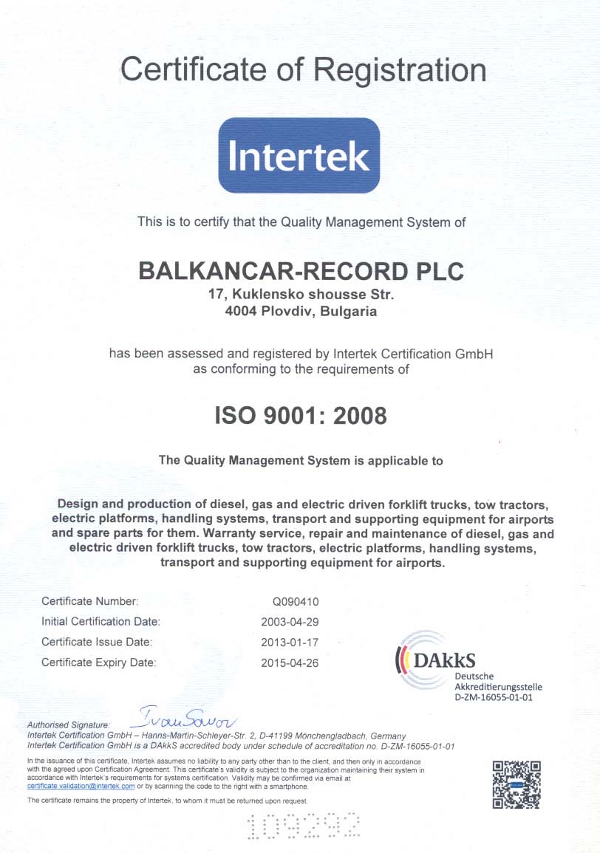 Certificate of Registration
Intertek
This is to certify that the Quality Management System of
BALKANCAR-RECORD PLC
17, Kuklensko shousse Str.
4004 Plovdiv, Bulgaria
has been assessed and registered by Intertek Certification GmbH
as conforming to the requirements of
ISO 9001: 2008
The Quality Management System is applicable to
Design and production of diesel, gas and electric driven forklift trucks, tow tractors,
electric platforms, handling systems, transport and supporting equipment for airports
and spare parts for them. Warranty service, repair and maintenance of diesel, gas and
electric driven forklift trucks, tow tractors, electric platforms, handling systems,
transport and supporting equipment for airports.
Certificate Number: Q090410
Initial Certification Date: 2003-04-29
Certificate Issue Date: 2013-01-17
Certificate Expiry Date: 2015-04-26
DAkkS
Deutsche
Akkreditierungsstelle
D-ZM-16055-01-01
Authorised Signature:
Intertek Certification GmbH – Hanns-Martin-Schleyer-Str. 2, D-41199 Mönchengladbach, Germany
Intertek Certification GmbH is a DAkkS accredited body under schedule of accreditation no. D-ZM-16055-01-01
In the issuance of this certificate, Intertek assumes no liability to any party other than to the client, and then only in accordance
with the agreed upon Certification Agreement. This certificate's validity is subject to the organization maintaining their system in
accordance with Intertek's requirements for systems certification. Validity may be confirmed via email at
certificate.validation@intertek.com or by scanning the code to the right with a smartphone.
The certificate remains the property of Intertek, to whom it must be returned upon request.
109292